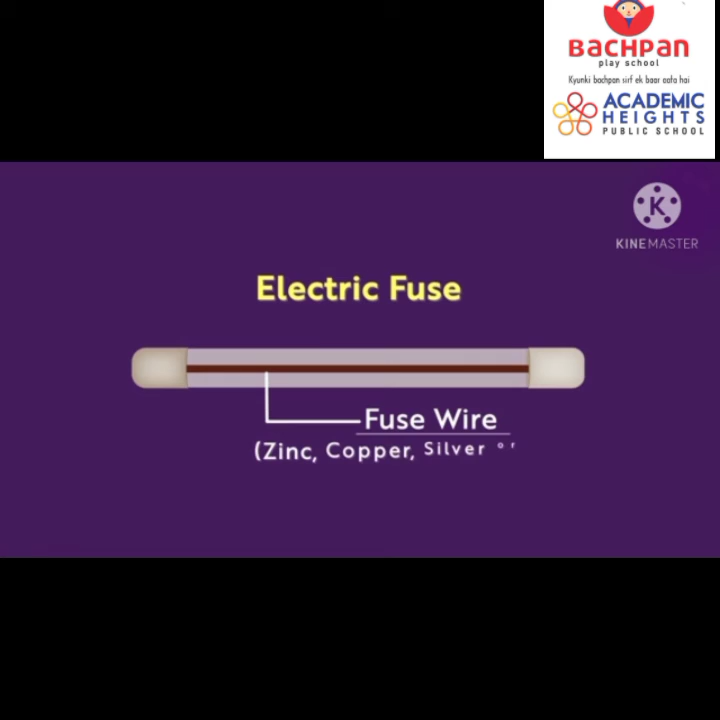 BACHPAN
play school
Kyunki bachpan sirf ek baar aata hai
ACADEMIC
HEIGHTS
PUBLIC SCHOOL
K
KINEMASTER
Electric Fuse
Fuse Wire
(Zinc, Copper, Silver or